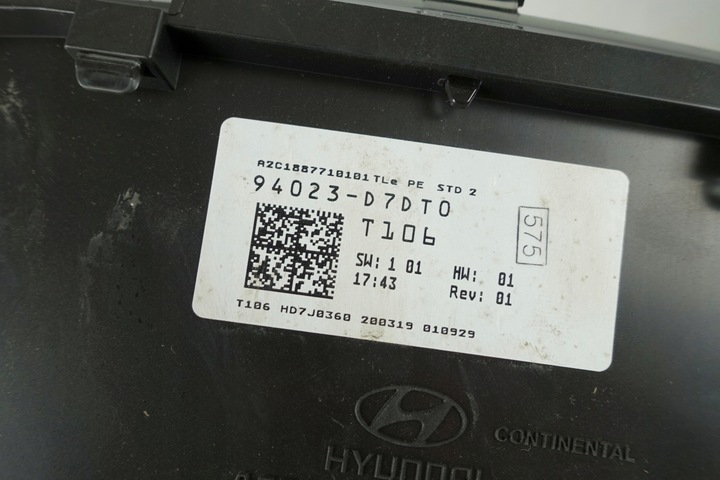 A2C1887710101 TLe PE STD 2
94023-D7DT0
T106
575
SW: 1 01 HW: 01
17:43 Rev: 01
T106 HD7J0360 200319 010929
CONTINENTAL
HYUNDAI